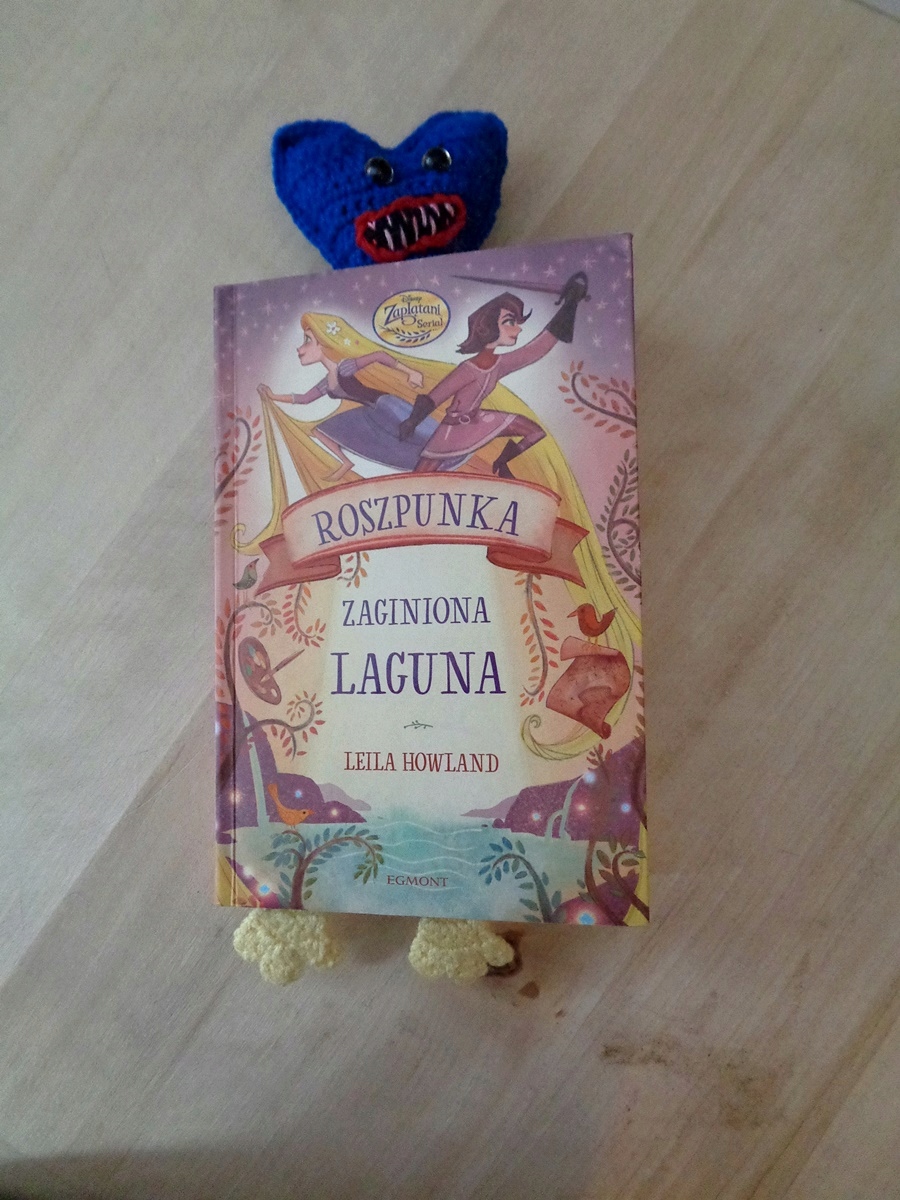 Disney
Zaplątani
Serial
ROSZPUNKA
ZAGINIONA
LAGUNA
LEILA HOWLAND
EGMONT